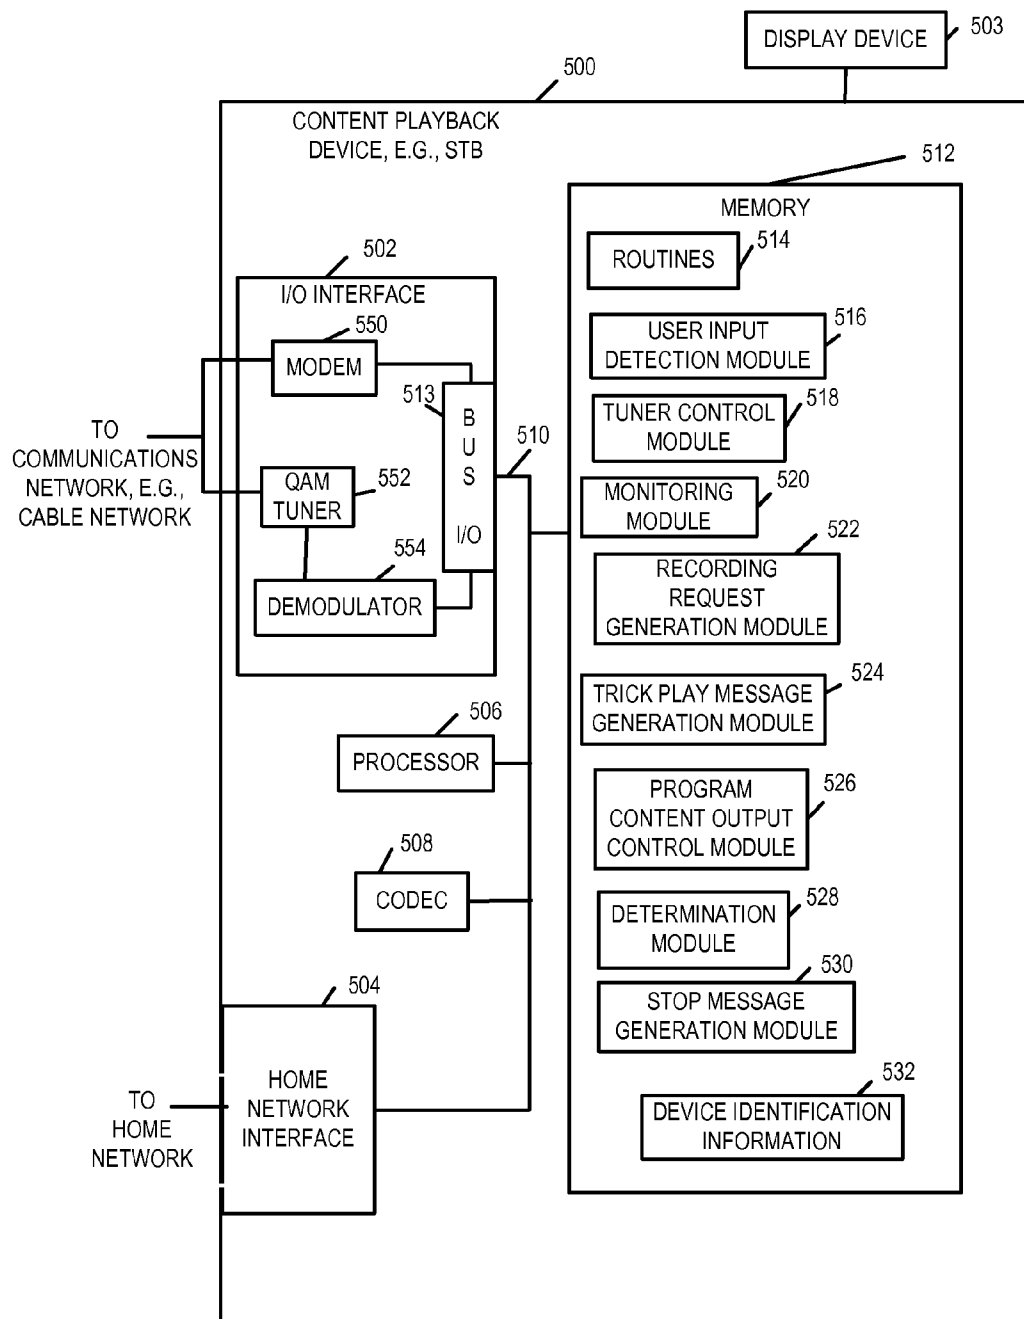 DISPLAY DEVICE
503
500
CONTENT PLAYBACK
DEVICE, E.G., STB
512
MEMORY
ROUTINES
514
USER INPUT
DETECTION MODULE
516
TUNER CONTROL
MODULE
518
MONITORING
MODULE
520
RECORDING
REQUEST
GENERATION MODULE
522
TRICK PLAY MESSAGE
GENERATION MODULE
524
PROGRAM
CONTENT OUTPUT
CONTROL MODULE
526
DETERMINATION
MODULE
528
STOP MESSAGE
GENERATION MODULE
530
DEVICE IDENTIFICATION
INFORMATION
532
502
I/O INTERFACE
550
MODEM
513
B
U
S
I/O
510
TO
COMMUNICATIONS
NETWORK, E.G.,
CABLE NETWORK
QAM
TUNER
552
554
DEMODULATOR
506
PROCESSOR
508
CODEC
504
HOME
NETWORK
INTERFACE
TO
HOME
NETWORK